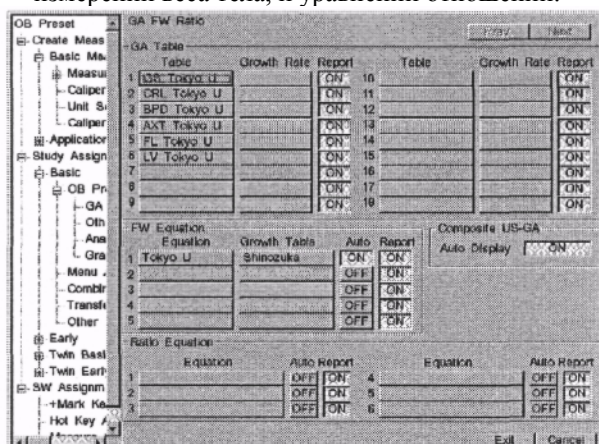 измерений веса тела, и уравнений отношений.
OB Preset
Create Meas
Basic Me
Measu
Caliper
Unit S
Caliper
Application
Study Assign
Basic
OB Pr
GA
Oth
Ana
Gra
Menu
Combir
Transf
Other
Early
Twin Basi
Twin Earl
SW Assignm
+Mark Ke
Hot Key A
GA FW Ratio
Prev. Next
GA Table
Table Growth Rate Report Table Growth Rate Report
1 GS Tokyo U ON 10 ON
2 CRL Tokyo U ON 11 ON
3 BPD Tokyo U ON 12 ON
4 AXT Tokyo U ON 13 ON
5 FL Tokyo U ON 14 ON
6 LV Tokyo U ON 15 ON
7 ON 16 ON
8 ON 17 ON
9 ON 18 ON
FW Equation
Equation Growth Table Auto Report
1 Tokyo U Shinozuka ON ON
2 OFF ON
3 OFF ON
4 OFF ON
5 OFF ON
Composite US-GA
Auto Display ON
Ratio Equation
Equation Auto Report Equation Auto Report
1 OFF ON 4 OFF ON
2 OFF ON 5 OFF ON
3 OFF ON 6 OFF ON
Exit Cancel